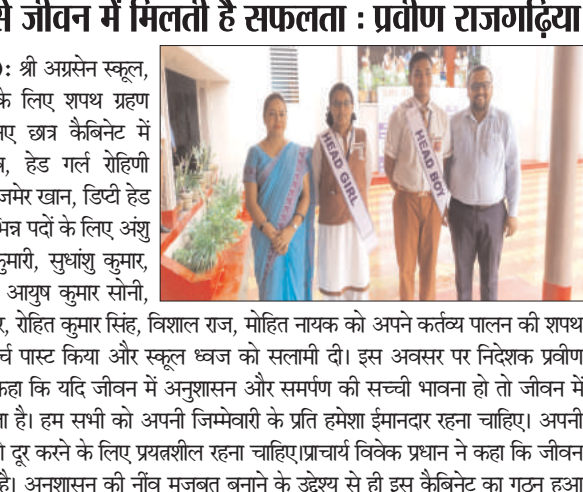 से जीवन में मिलती है सफलता : प्रवीण राजगढ़िया
: श्री अग्रसेन स्कूल,
के लिए शपथ ग्रहण
छात्र कैबिनेट में
हेड गर्ल रोहिणी
खान, डिप्टी हेड
पदों के लिए अंशु
सुधांशु कुमार,
आयुष कुमार सोनी,
HEAD GIRL
HEAD BOY
रोहित कुमार सिंह, विशाल राज, मोहित नायक को अपने कर्तव्य पालन की शपथ
पास्ट किया और स्कूल ध्वज को सलामी दी। इस अवसर पर निदेशक प्रवीण
कहा कि यदि जीवन में अनुशासन और समर्पण की सच्ची भावना हो तो जीवन में
है। हम सभी को अपनी जिम्मेवारी के प्रति हमेशा ईमानदार रहना चाहिए। अपनी
दूर करने के लिए प्रयत्नशील रहना चाहिए।प्राचार्य विवेक प्रधान ने कहा कि जीवन
है। अनुशासन की नींव मजबूत बनाने के उद्देश्य से ही इस कैबिनेट का गठन हुआ